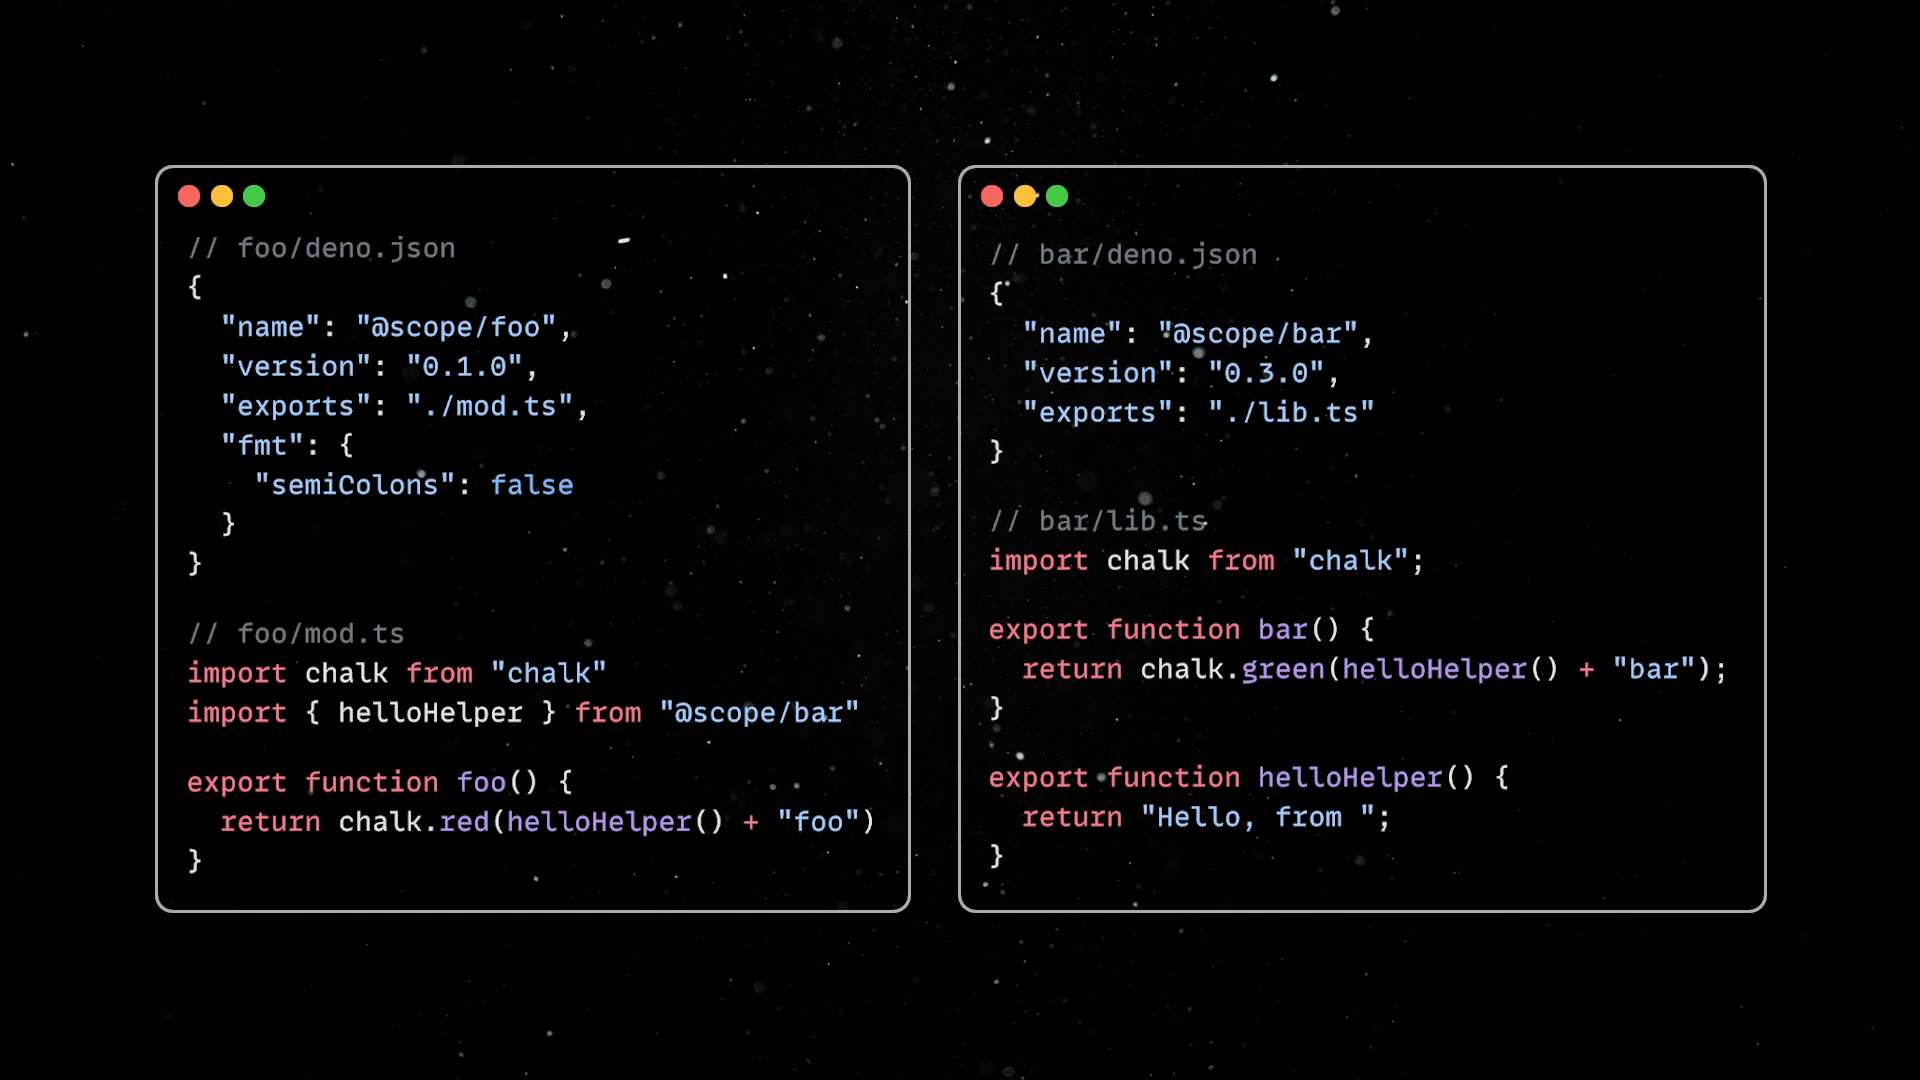 // foo/deno.json
{
  "name": "@scope/foo",
  "version": "0.1.0",
  "exports": "./mod.ts",
  "fmt": {
    "semiColons": false
  }
}

// foo/mod.ts
import chalk from "chalk"
import { helloHelper } from "@scope/bar"

export function foo() {
  return chalk.red(helloHelper() + "foo")
}

// bar/deno.json
{
  "name": "@scope/bar",
  "version": "0.3.0",
  "exports": "./lib.ts"
}

// bar/lib.ts
import chalk from "chalk";

export function bar() {
  return chalk.green(helloHelper() + "bar");
}

export function helloHelper() {
  return "Hello, from ";
}